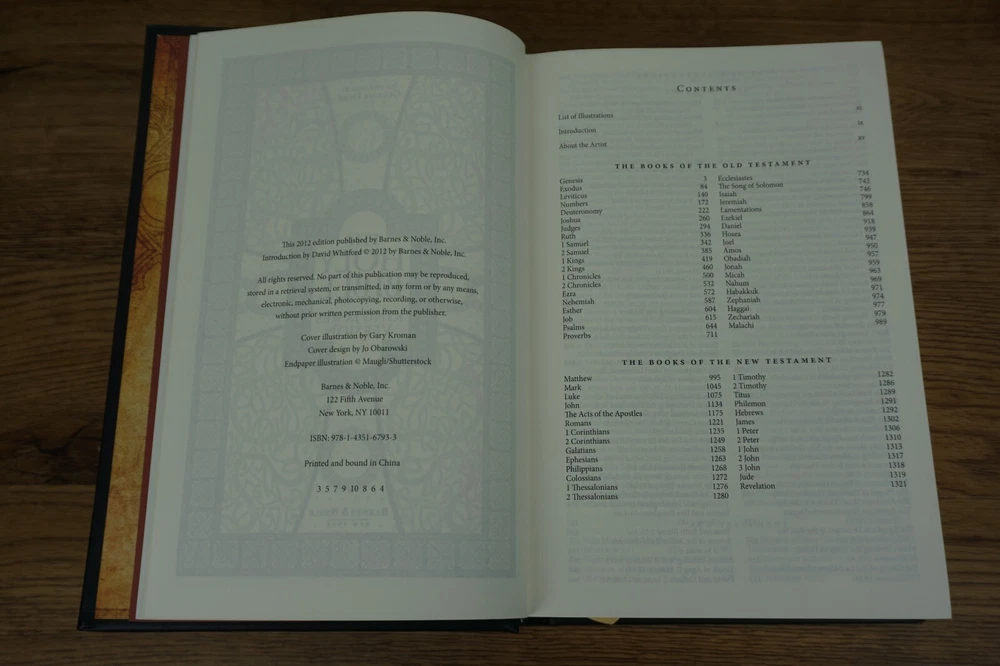 This 2012 edition published by Barnes & Noble, Inc.
Introduction by David Whitford © 2012 by Barnes & Noble, Inc.
All rights reserved. No part of this publication may be reproduced,
stored in a retrieval system, or transmitted, in any form or by any means,
electronic, mechanical, photocopying, recording, or otherwise,
without prior written permission from the publisher.
Cover illustration by Gary Kroman
Cover design by Jo Obarowski
Endpaper illustration © Maugli/Shutterstock
Barnes & Noble, Inc.
122 Fifth Avenue
New York, NY 10011
ISBN: 978-1-4351-6793-3
Printed and bound in China
3 5 7 9 10 8 6 4
Contents
List of Illustrations
Introduction
About the Artist
THE BOOKS OF THE OLD TESTAMENT
Genesis 3
Exodus 84
Leviticus 140
Numbers 172
Deuteronomy 222
Joshua 260
Judges 294
Ruth 336
1 Samuel 342
2 Samuel 385
1 Kings 419
2 Kings 460
1 Chronicles 500
2 Chronicles 532
Ezra 572
Nehemiah 587
Esther 604
Job 615
Psalms 644
Proverbs 711
Ecclesiastes 734
The Song of Solomon 743
Isaiah 746
Jeremiah 799
Lamentations 858
Ezekiel 864
Daniel 918
Hosea 939
Joel 947
Amos 950
Obadiah 957
Jonah 959
Micah 963
Nahum 969
Habakkuk 971
Zephaniah 974
Haggai 977
Zechariah 979
Malachi 989
THE BOOKS OF THE NEW TESTAMENT
Matthew 995
Mark 1045
Luke 1075
John 1134
The Acts of the Apostles 1175
Romans 1221
1 Corinthians 1235
2 Corinthians 1249
Galatians 1258
Ephesians 1263
Philippians 1268
Colossians 1272
1 Thessalonians 1276
2 Thessalonians 1280
1 Timothy 1282
2 Timothy 1286
Titus 1289
Philemon 1291
Hebrews 1292
James 1302
1 Peter 1306
2 Peter 1310
1 John 1313
2 John 1317
3 John 1318
Jude 1319
Revelation 1321